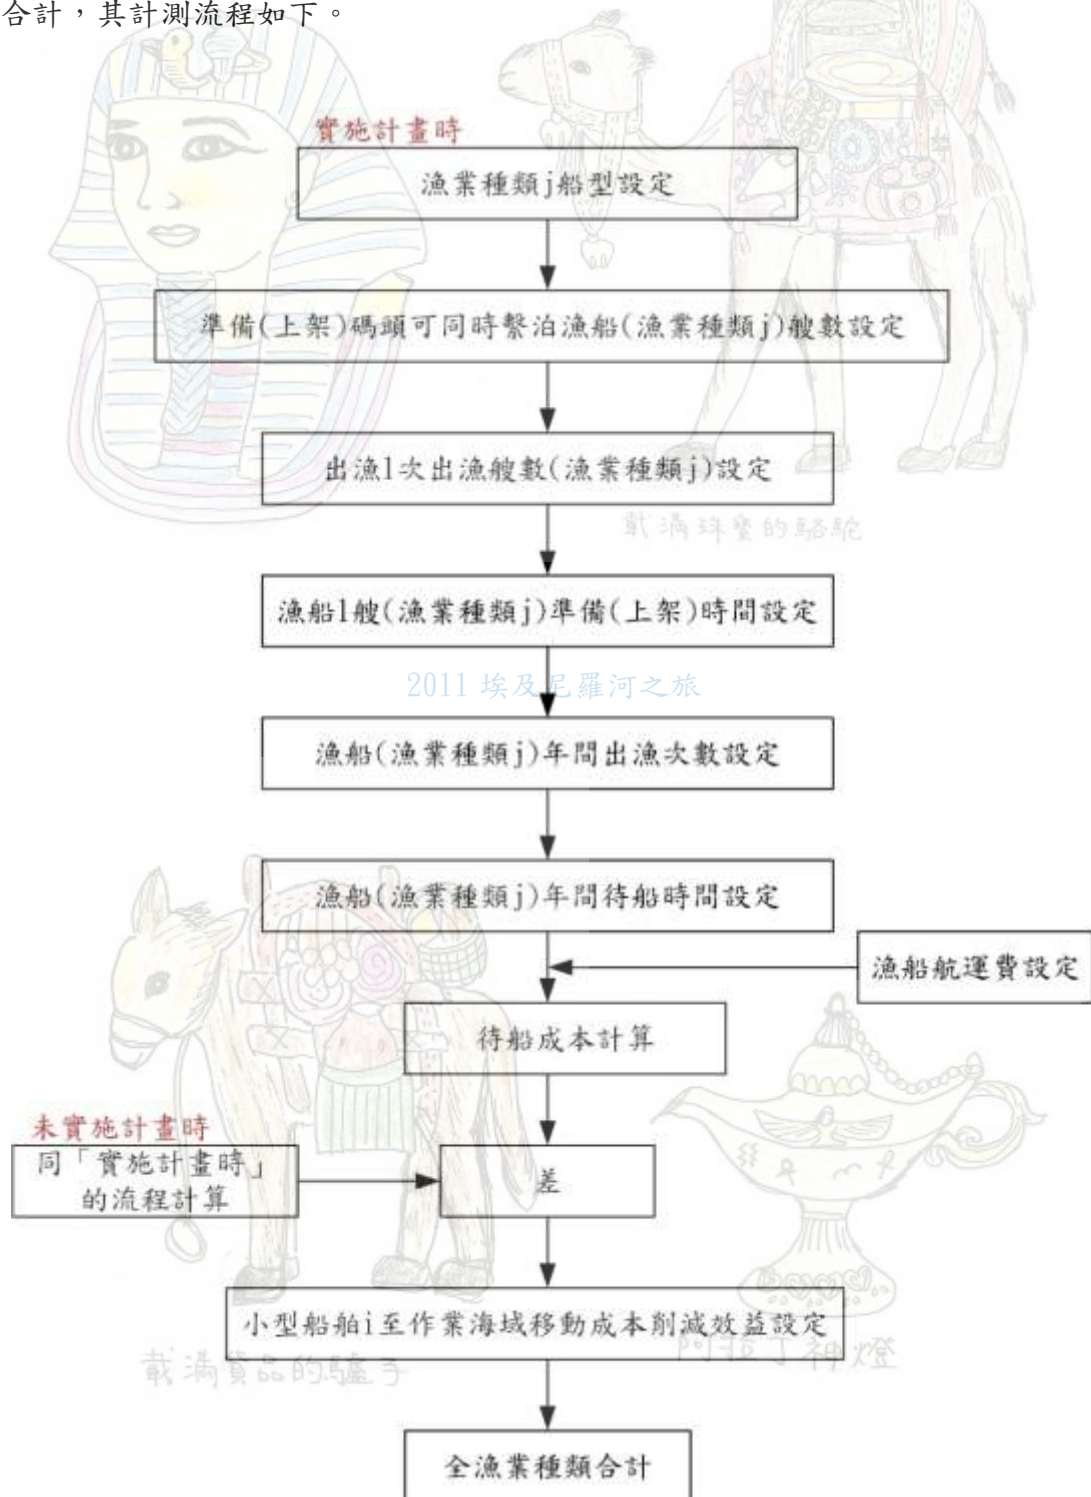 合計，其計測流程如下。
實施計畫時
漁業種類j船型設定
準備(上架)碼頭可同時繫泊漁船(漁業種類j)艘數設定
出漁1次出漁艘數(漁業種類j)設定
載滿珠寶的駱駝
漁船1艘(漁業種類j)準備(上架)時間設定
2011 埃及尼羅河之旅
漁船(漁業種類j)年間出漁次數設定
漁船(漁業種類j)年間待船時間設定
漁船航運費設定
待船成本計算
未實施計畫時
同「實施計畫時」
的流程計算
差
小型船舶i至作業海域移動成本削減效益設定
載滿貨品的驢子
阿拉丁神燈
全漁業種類合計